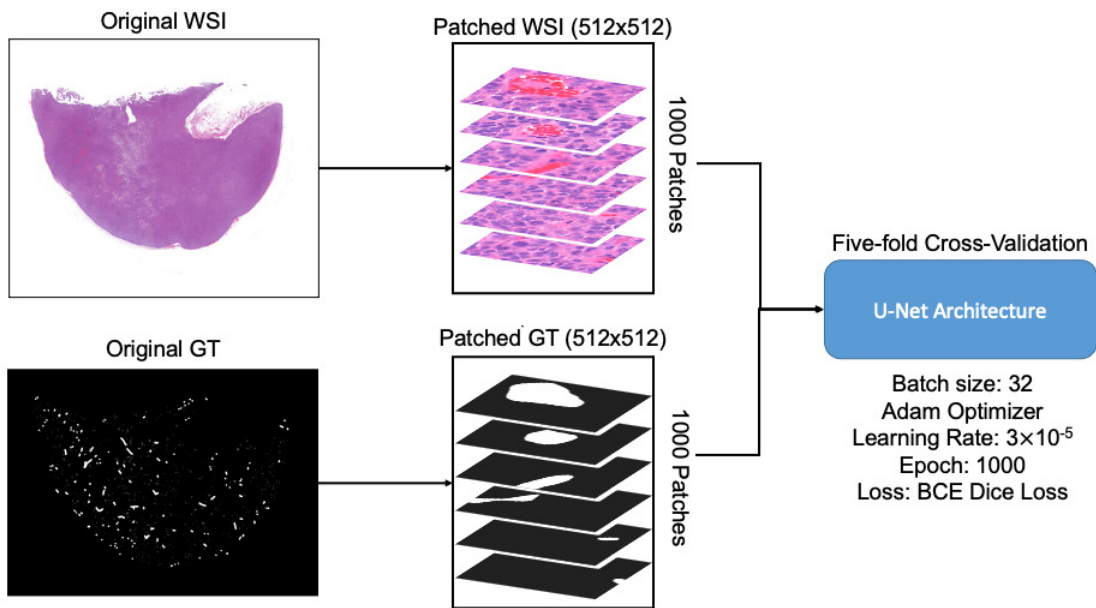 Original WSI
Patched WSI (512x512)
1000 Patches
Five-fold Cross-Validation
U-Net Architecture
Original GT
Patched GT (512x512)
1000 Patches
Batch size: 32
Adam Optimizer
Learning Rate: 3×10⁻⁵
Epoch: 1000
Loss: BCE Dice Loss